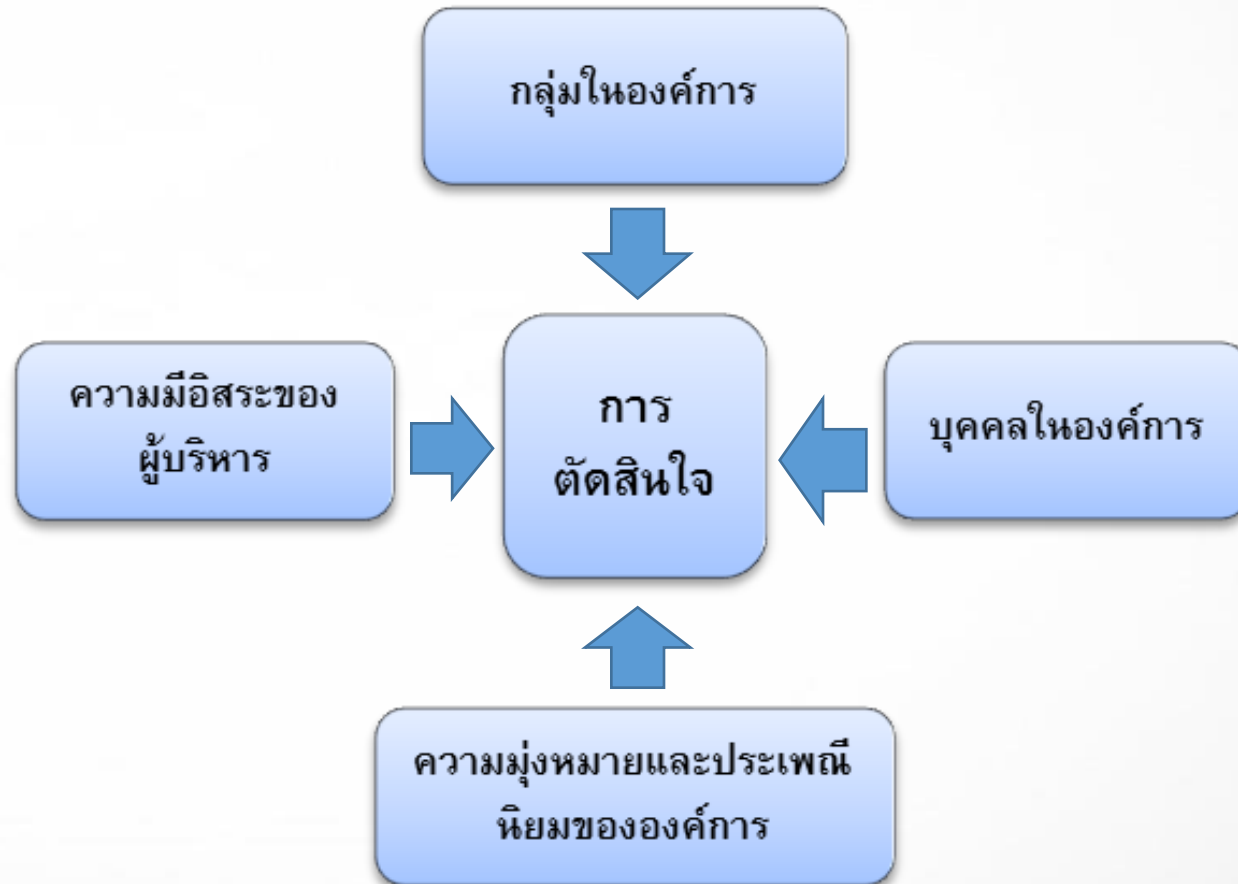 กลุ่มในองค์การ
ความมีอิสระของ
ผู้บริหาร
การ
ตัดสินใจ
บุคคลในองค์การ
ความมุ่งหมายและประเพณี
นิยมขององค์การ